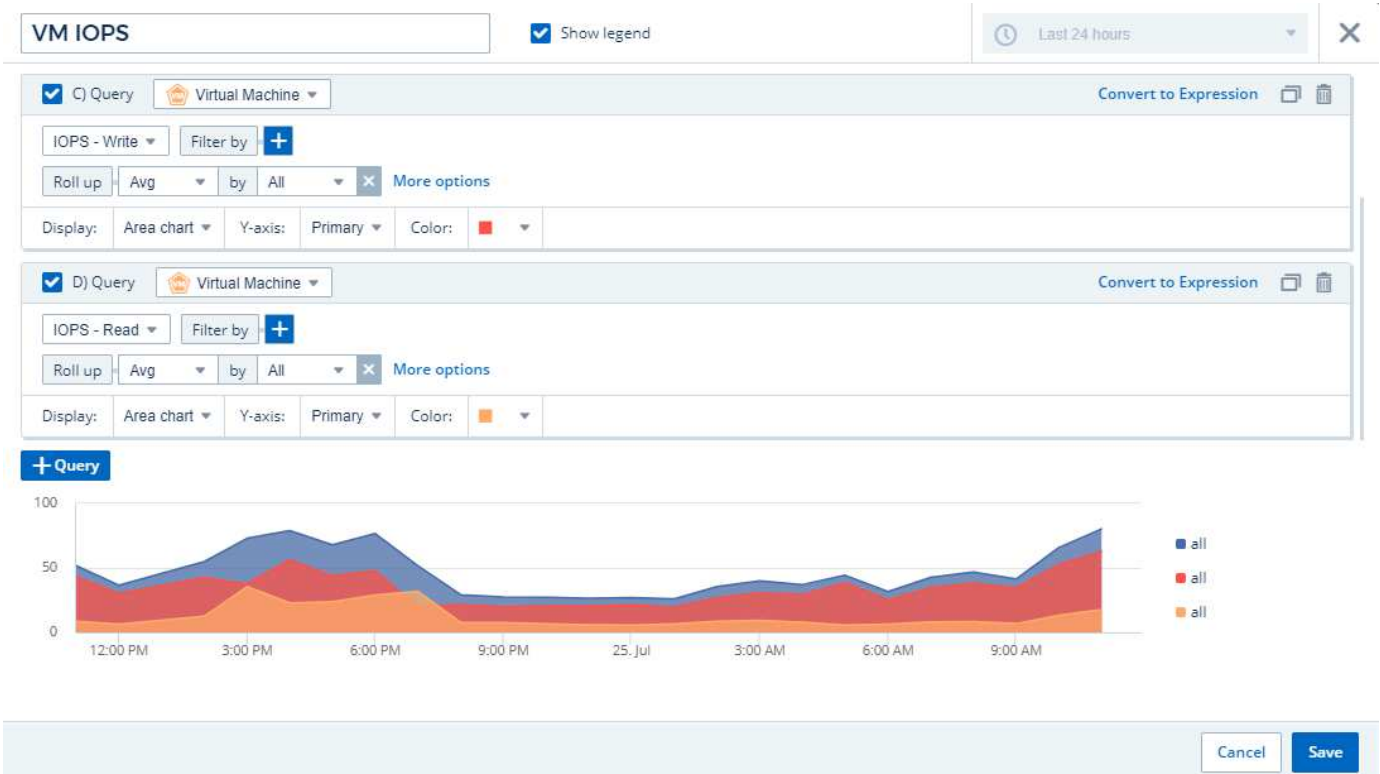 VM IOPS Show legend Last 24 hours
C) Query Virtual Machine Convert to Expression
IOPS - Write Filter by +
Roll up Avg by All × More options
Display: Area chart Y-axis: Primary Color:
D) Query Virtual Machine Convert to Expression
IOPS - Read Filter by +
Roll up Avg by All × More options
Display: Area chart Y-axis: Primary Color:
+ Query
100
50
0
all
all
all
12:00 PM 3:00 PM 6:00 PM 9:00 PM 25. Jul 3:00 AM 6:00 AM 9:00 AM
Cancel Save